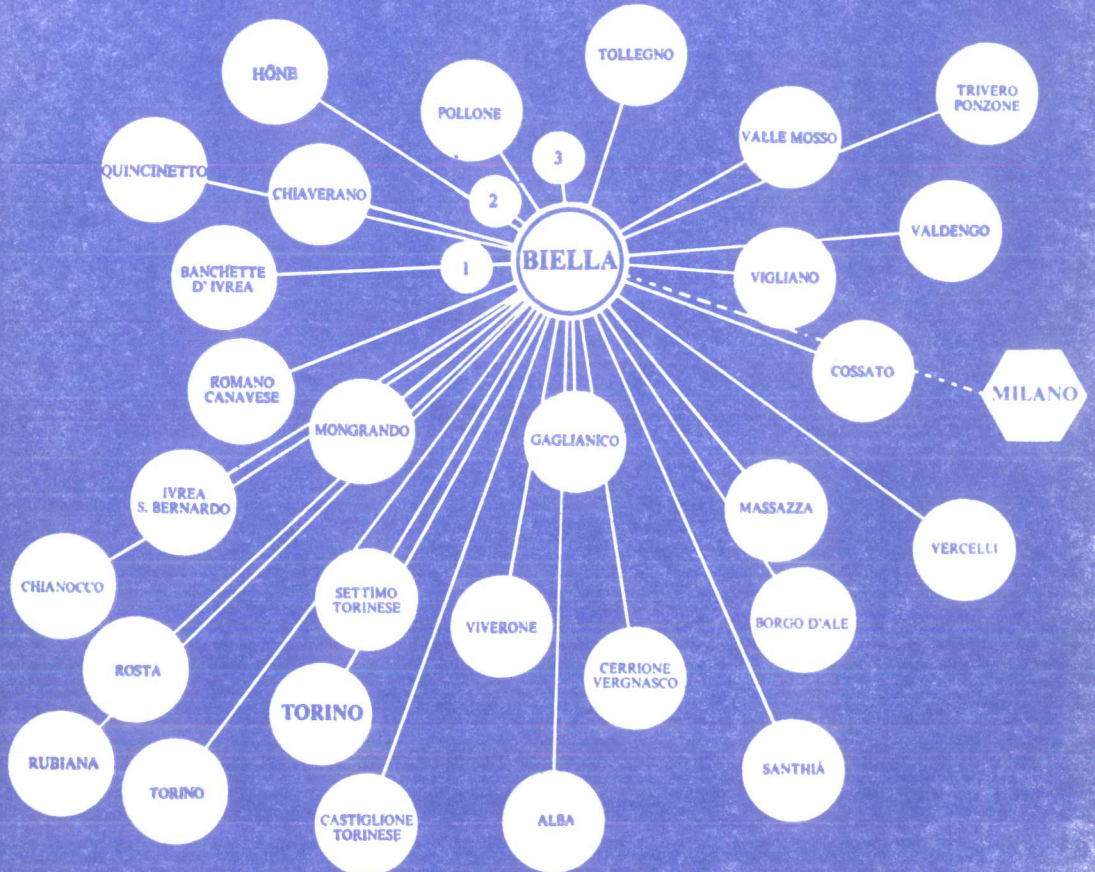 TOLLEGNO
HÔNE
TRIVERO
PONZONE
POLLONE
VALLE MOSSO
3
QUINCINETTO
CHIAVERANO
2
VALDENGO
BIELLA
1
BANCHETTE
D'IVREA
VIGLIANO
COSSATO
MILANO
ROMANO
CANAVESE
MONGRANDO
GAGLIANICO
IVREA
S. BERNARDO
MASSAZZA
VERCELLI
CHIANOCCO
SETTIMO
TORINESE
VIVERONE
BORGO D'ALE
ROSTA
CERRIONE
VERGNASCO
TORINO
RUBIANA
SANTHIÀ
TORINO
CASTIGLIONE
TORINESE
ALBA